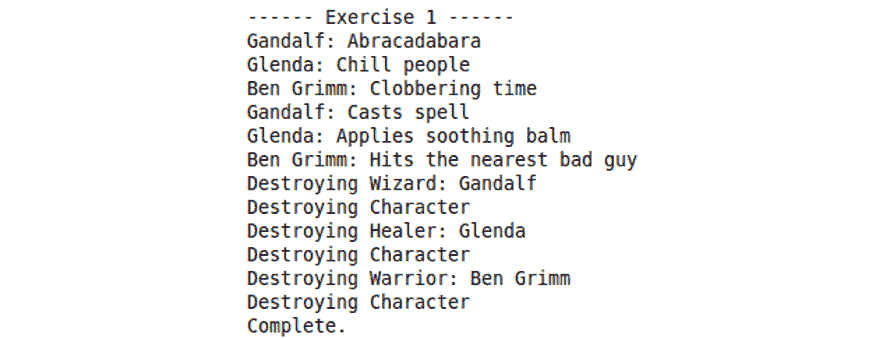 ------ Exercise 1 ------
Gandalf: Abracadabara
Glenda: Chill people
Ben Grimm: Clobbering time
Gandalf: Casts spell
Glenda: Applies soothing balm
Ben Grimm: Hits the nearest bad guy
Destroying Wizard: Gandalf
Destroying Character
Destroying Healer: Glenda
Destroying Character
Destroying Warrior: Ben Grimm
Destroying Character
Complete.